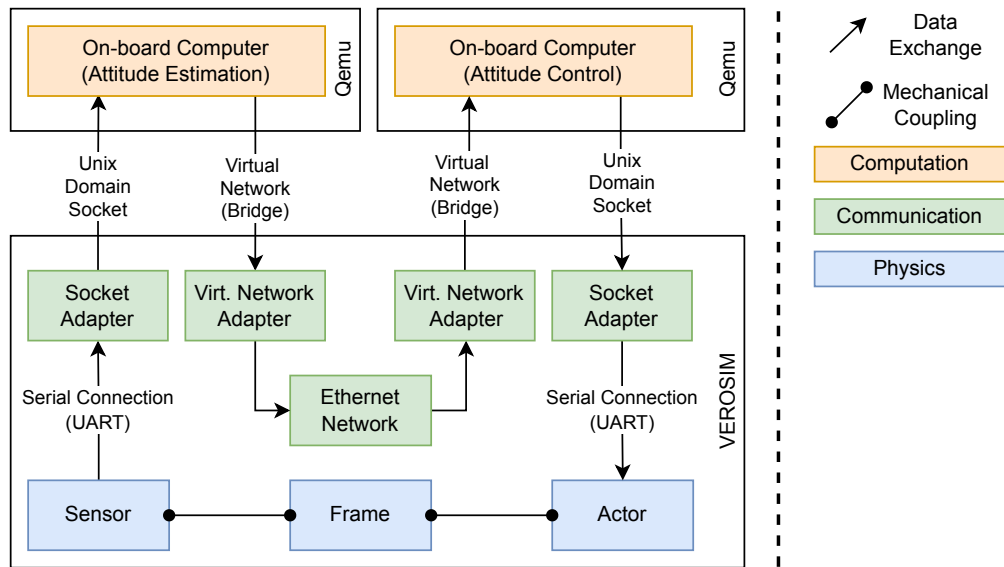 On-board Computer
(Attitude Estimation)
Qemu
On-board Computer
(Attitude Control)
Qemu
Unix
Domain
Socket
Virtual
Network
(Bridge)
Virtual
Network
(Bridge)
Unix
Domain
Socket
Socket
Adapter
Virt. Network
Adapter
Virt. Network
Adapter
Socket
Adapter
Serial Connection
(UART)
Ethernet
Network
Serial Connection
(UART)
VEROSIM
Sensor
Frame
Actor
Data
Exchange
Mechanical
Coupling
Computation
Communication
Physics